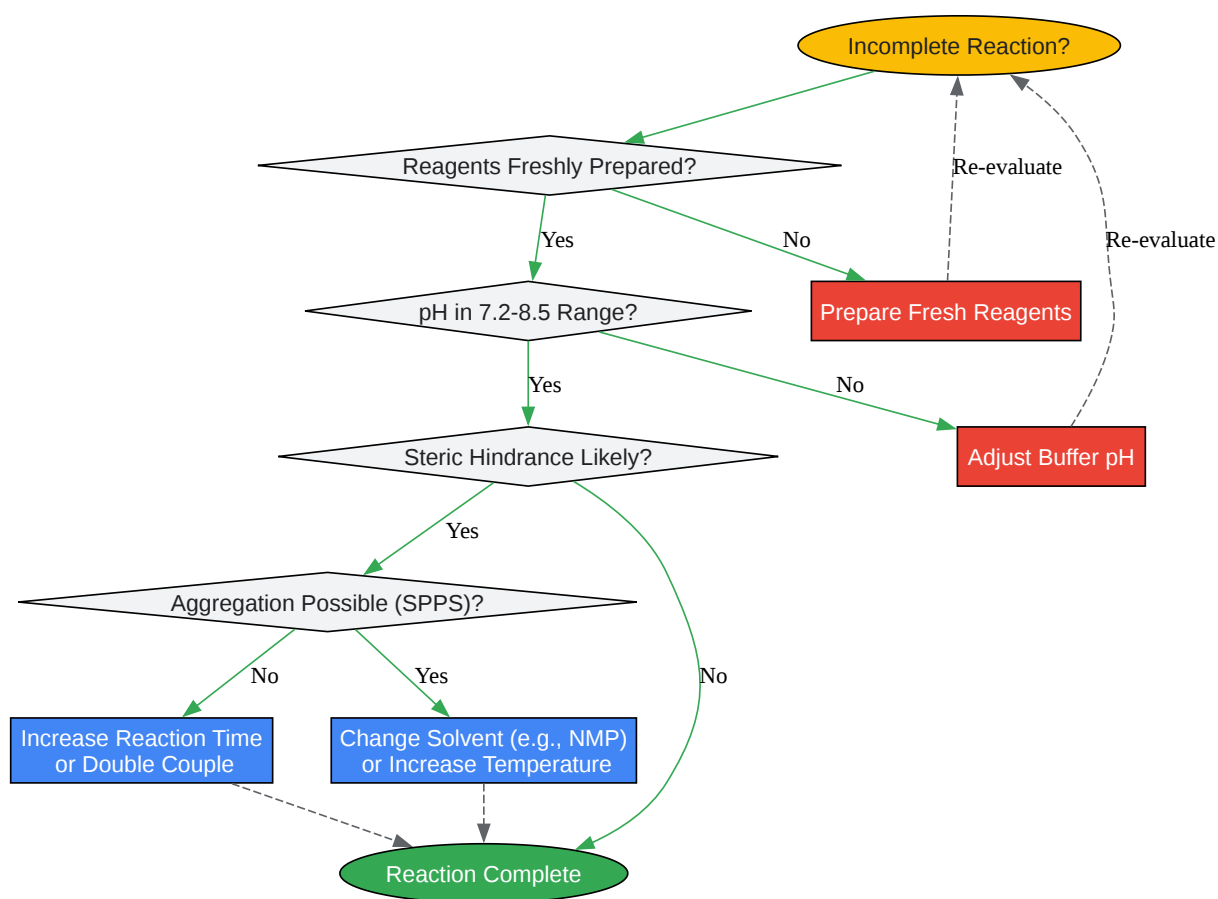 Incomplete Reaction?
Reagents Freshly Prepared?
Re-evaluate
Yes
No
Re-evaluate
pH in 7.2-8.5 Range?
Prepare Fresh Reagents
Yes
No
Steric Hindrance Likely?
Adjust Buffer pH
Yes
Aggregation Possible (SPPS)?
No
Yes
No
Increase Reaction Time
or Double Couple
Change Solvent (e.g., NMP)
or Increase Temperature
Reaction Complete